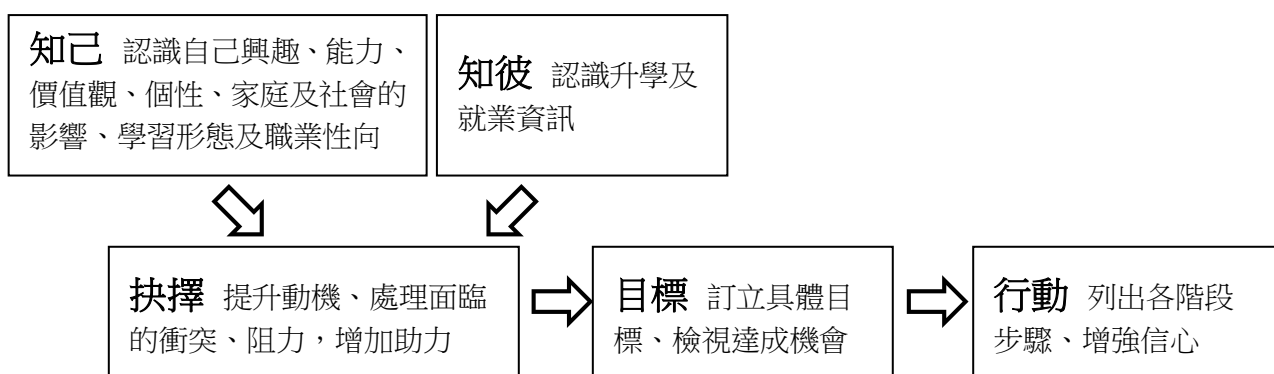 知己 認識自己興趣、能力、
價值觀、個性、家庭及社會的
影響、學習形態及職業性向
知彼 認識升學及
就業資訊
抉擇 提升動機、處理面臨
的衝突、阻力，增加助力
目標 訂立具體目
標、檢視達成機會
行動 列出各階段
步驟、增強信心